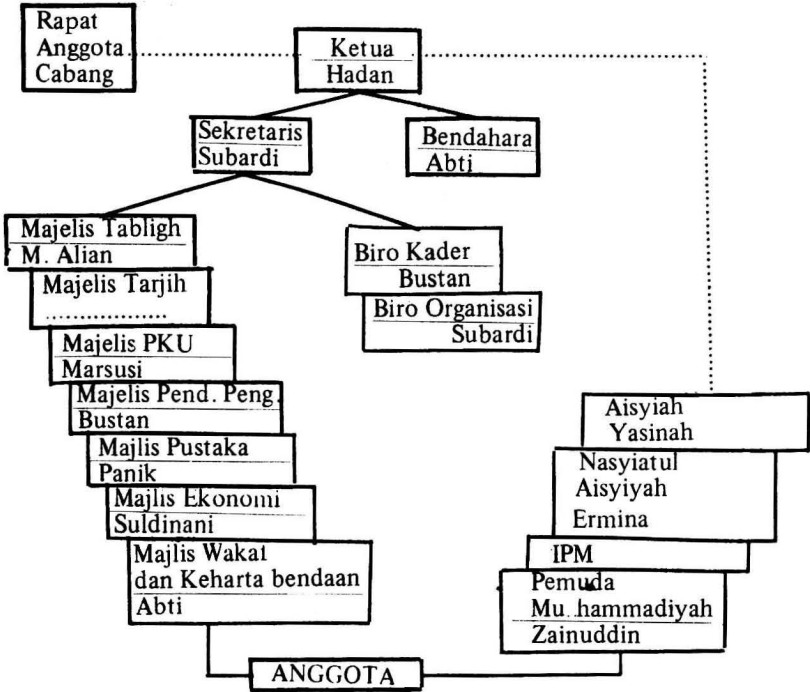 Rapat
Anggota
Cabang
Ketua
Hadan
Sekretaris
Subardi
Bendahara
Abti
Majelis Tabligh
M. Alian
Majelis Tarjih
..................
Majelis PKU
Marsusi
Majelis Pend. Peng.
Bustan
Majlis Pustaka
Panik
Majlis Ekonomi
Suldinani
Majlis Wakat
dan Keharta bendaan
Abti
Biro Kader
Bustan
Biro Organisasi
Subardi
Aisyiah
Yasinah
Nasyiatul
Aisyiyah
Ermina
IPM
Pemuda
Mu..hammadiyah
Zainuddin
ANGGOTA